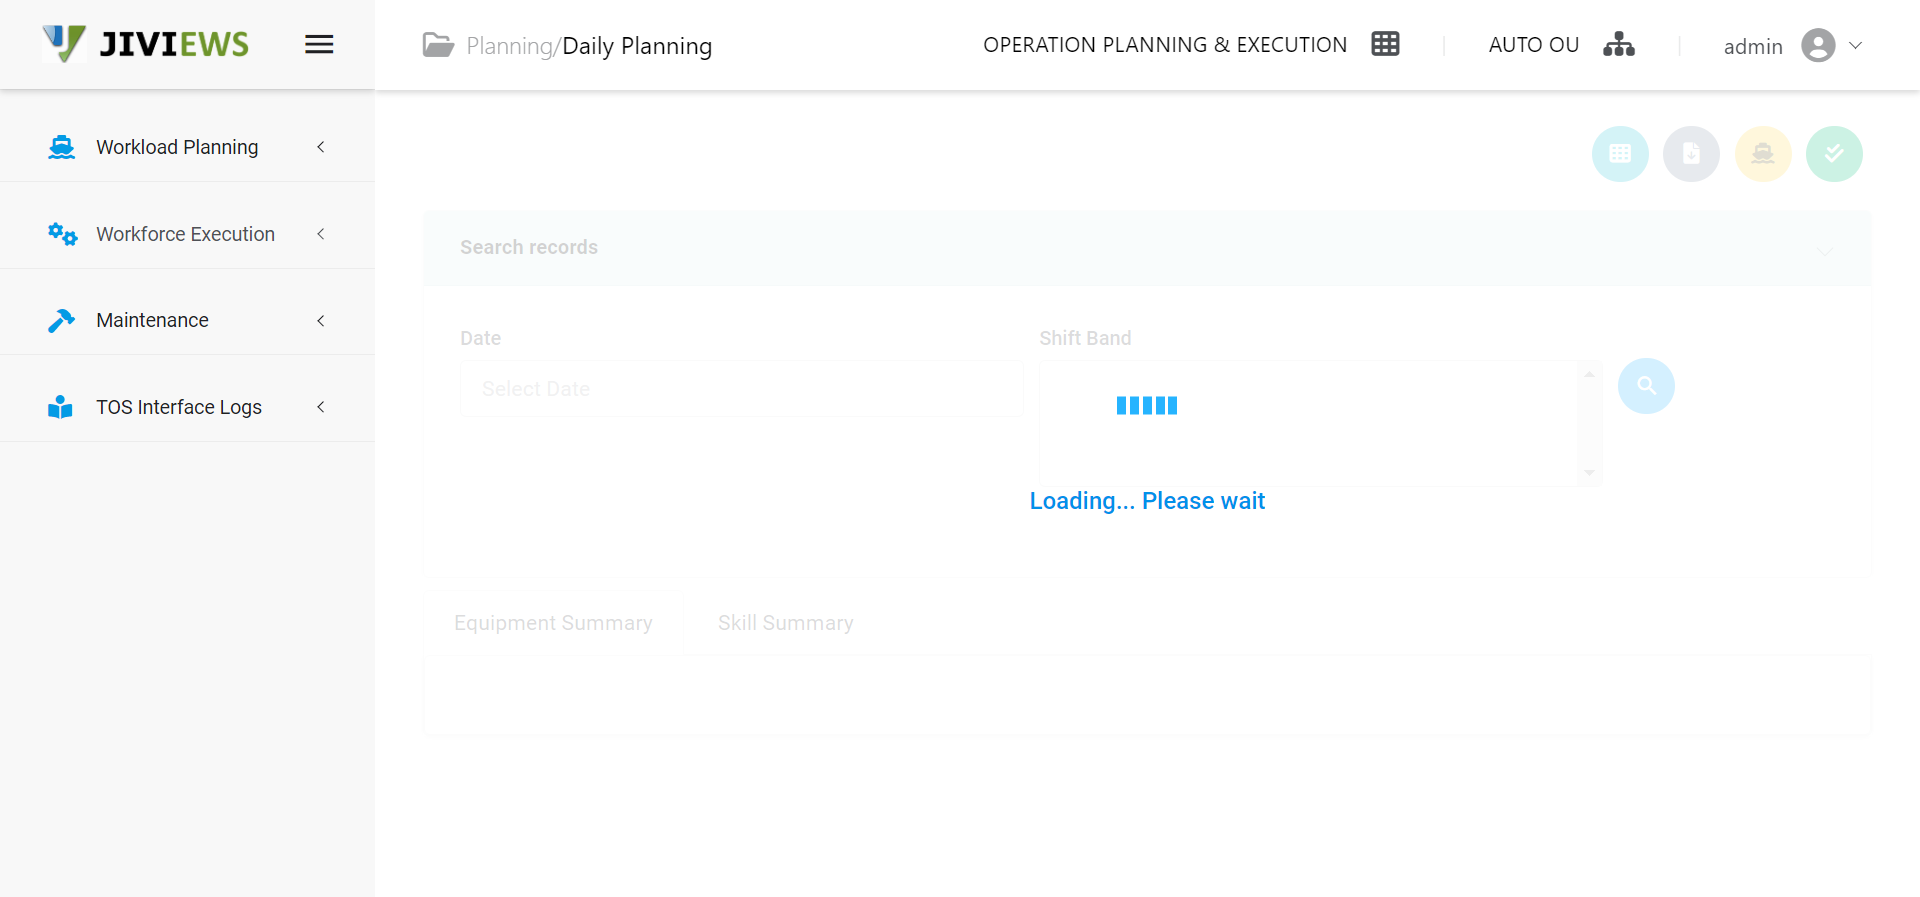 JIVIEWS
Planning/Daily Planning
OPERATION PLANNING & EXECUTION
AUTO OU
admin
Workload Planning
Workforce Execution
Maintenance
TOS Interface Logs
Search records
Date
Shift Band
Select Date
Loading... Please wait
Equipment Summary
Skill Summary